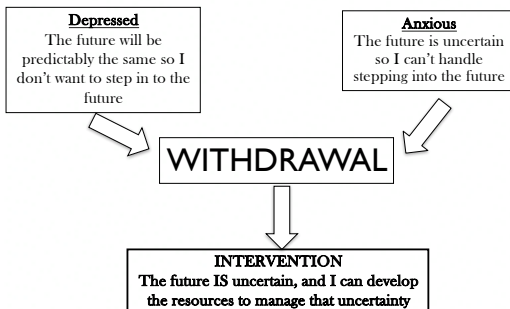 Depressed
The future will be
predictably the same so I
don't want to step in to the
future
Anxious
The future is uncertain
so I can't handle
stepping into the future
WITHDRAWAL
INTERVENTION
The future IS uncertain, and I can develop
the resources to manage that uncertainty